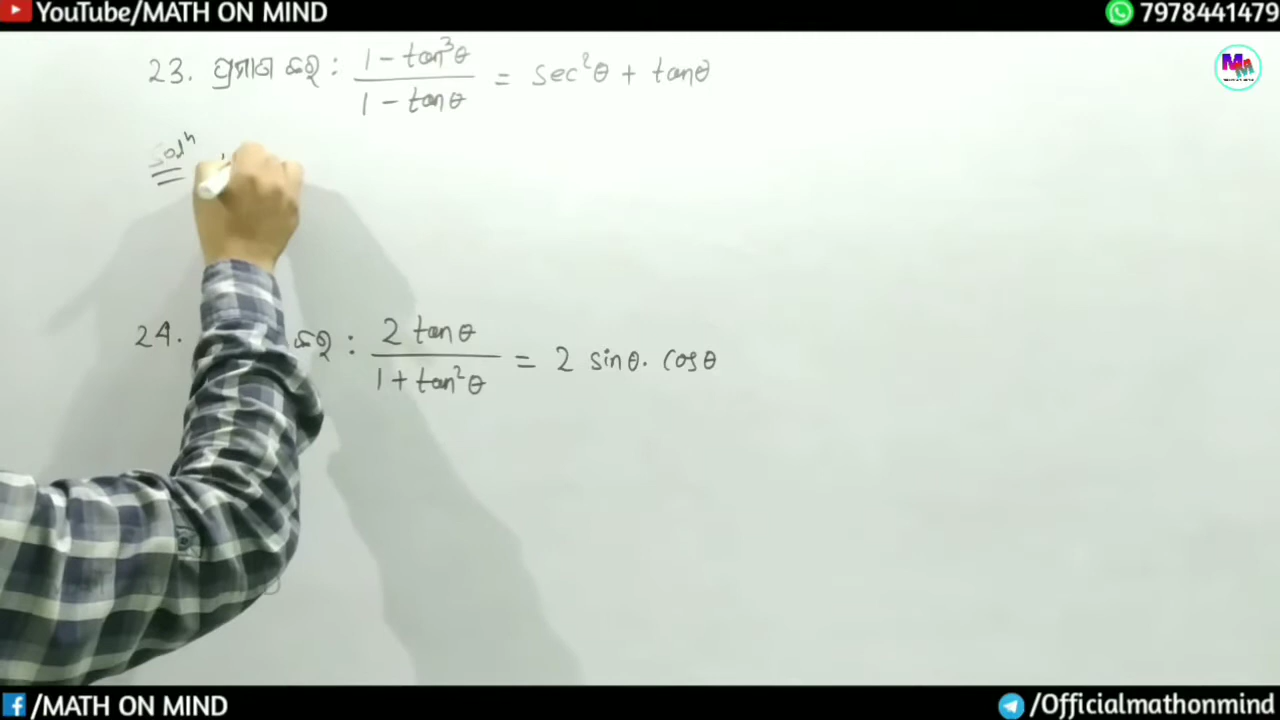 YouTube/MATH ON MIND
7978441479
23. ପ୍ରମାଣ କର : (1 - tan³θ)/(1 - tanθ) = sec²θ + tanθ
Solⁿ
24. କର : (2 tanθ)/(1 + tan²θ) = 2 sinθ. cosθ
/MATH ON MIND
/Officialmathonmind